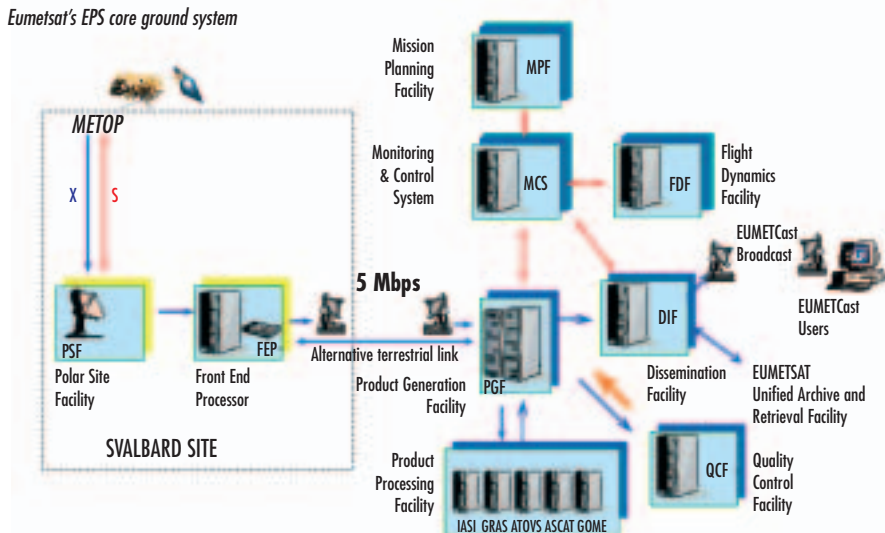 Eumetsat's EPS core ground system
METOP
X
S
PSF
Polar Site
Facility
FEP
Front End
Processor
SVALBARD SITE
5 Mbps
Alternative terrestrial link
Mission
Planning
Facility
MPF
Monitoring
& Control
System
MCS
FDF
Flight
Dynamics
Facility
EUMETCast
Broadcast
EUMETCast
Users
PGF
Product Generation
Facility
DIF
Dissemination
Facility
EUMETSAT
Unified Archive and
Retrieval Facility
Product
Processing
Facility
IASI GRAS ATOVS ASCAT GOME
QCF
Quality
Control
Facility